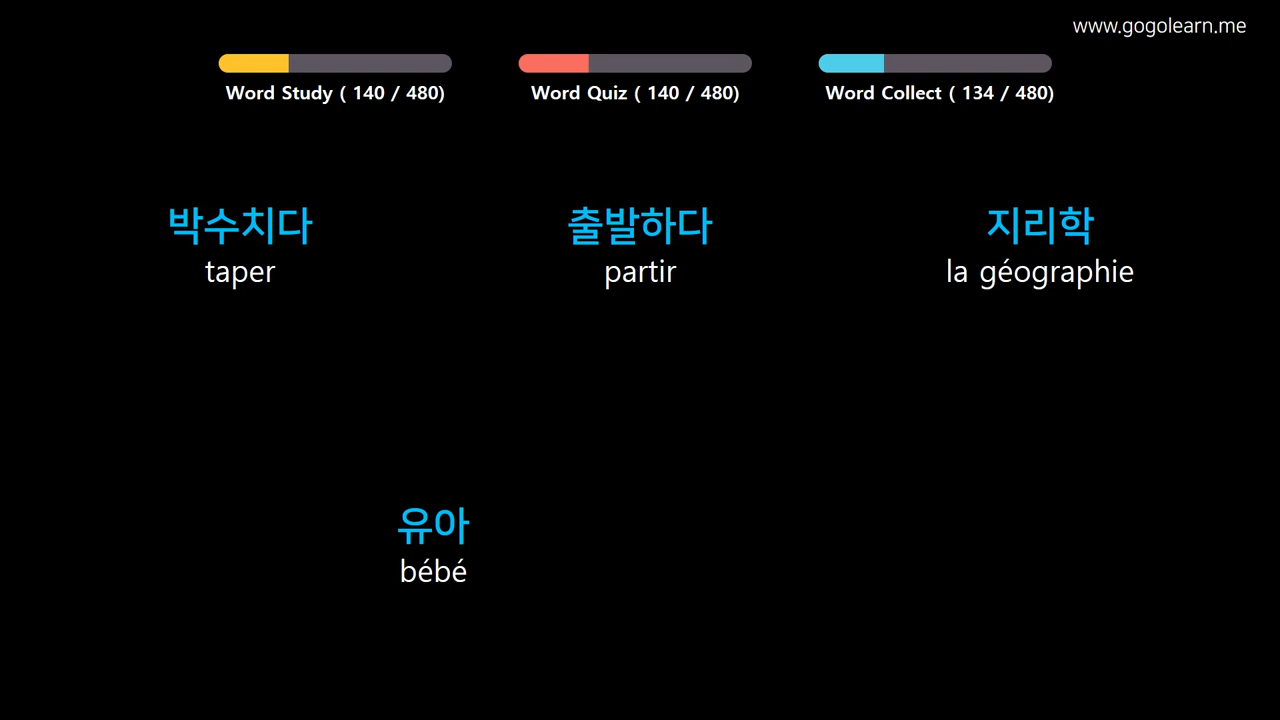 www.gogolearn.me
Word Study ( 140 / 480)
Word Quiz ( 140 / 480)
Word Collect ( 134 / 480)
박수치다
taper
출발하다
partir
지리학
la géographie
유아
bébé